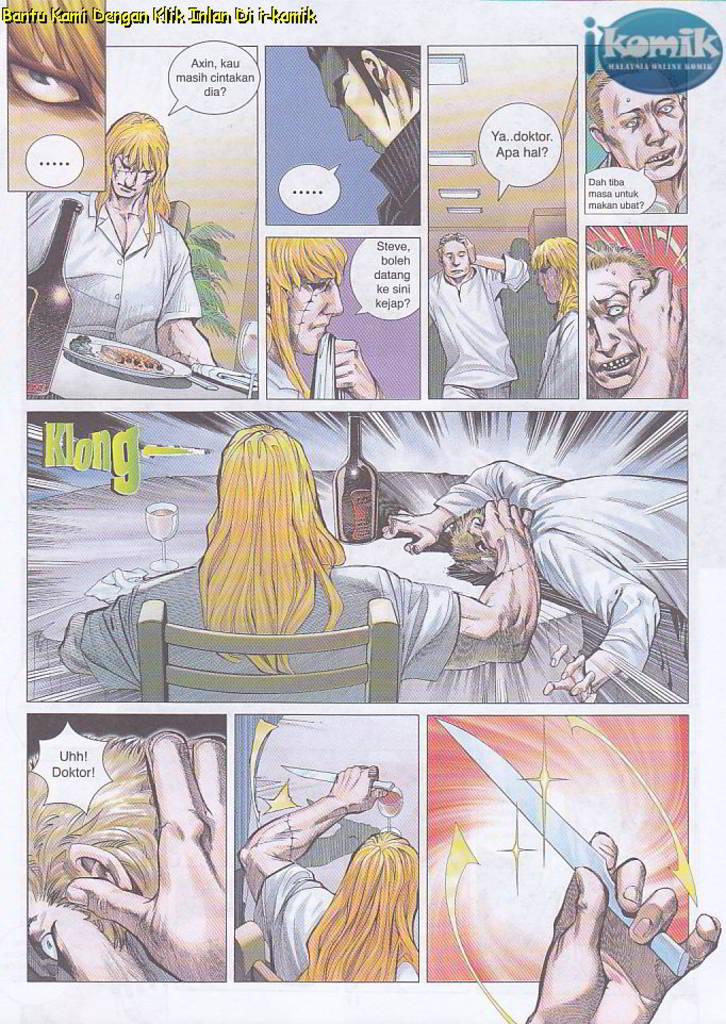 Bantu Kami Dengan Klik Iklan Di i-komik
ikomik
MALAYSIA ONLINE KOMIK
.....
Axin, kau
masih cintakan
dia?
.....
Steve,
boleh
datang
ke sini
kejap?
Ya..doktor.
Apa hal?
Dah tiba
masa untuk
makan ubat?
Klong
Uhh!
Doktor!